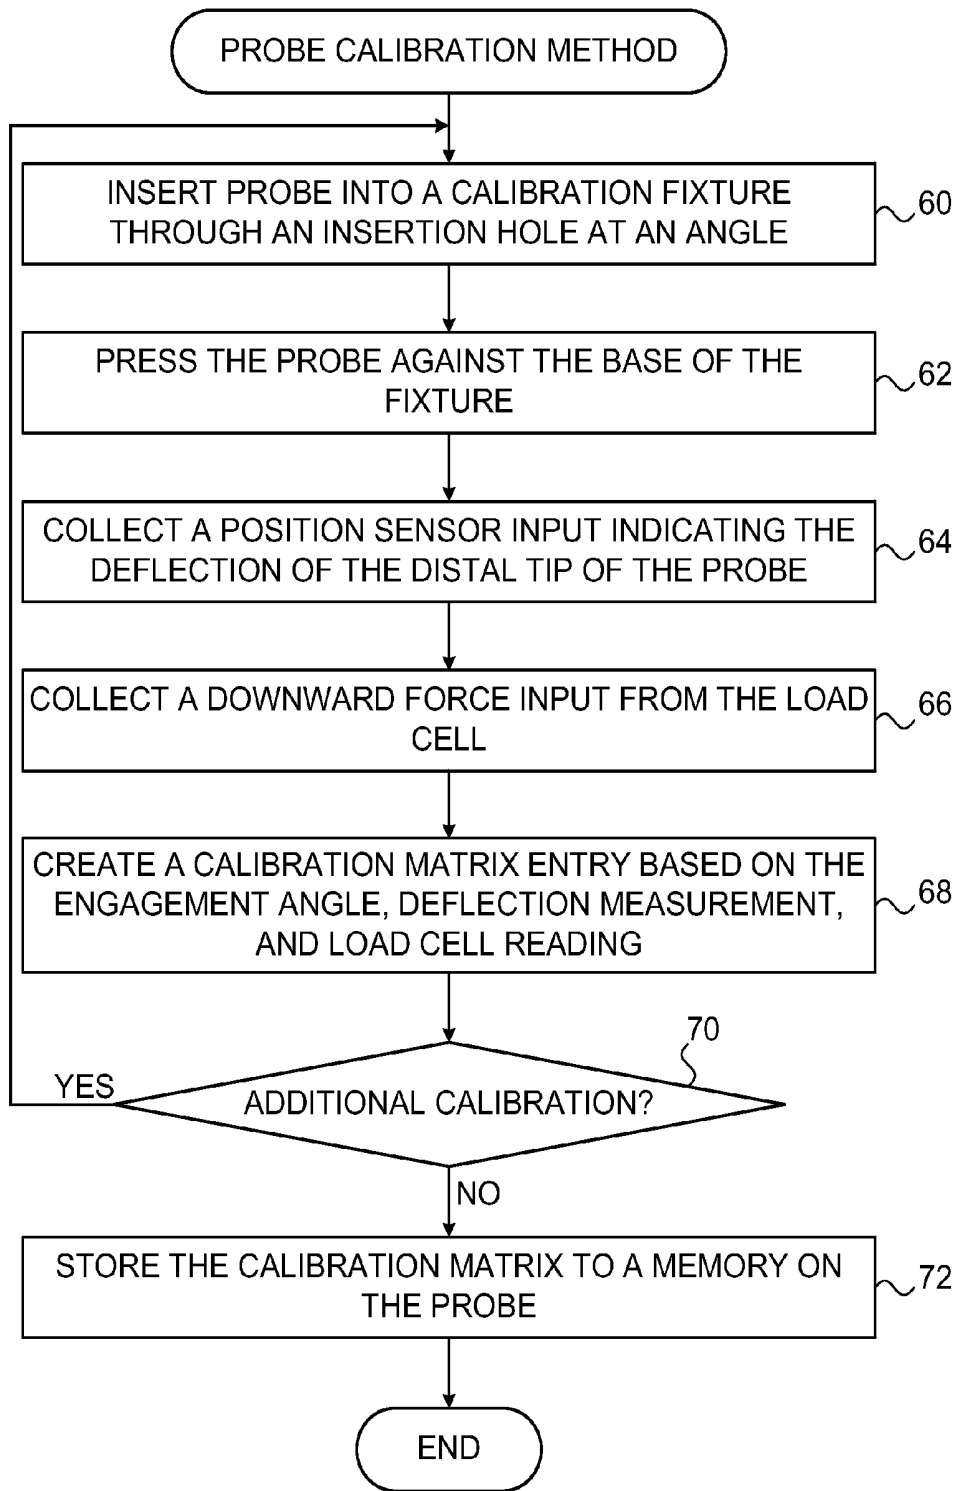 PROBE CALIBRATION METHOD
INSERT PROBE INTO A CALIBRATION FIXTURE
THROUGH AN INSERTION HOLE AT AN ANGLE
60
PRESS THE PROBE AGAINST THE BASE OF THE
FIXTURE
62
COLLECT A POSITION SENSOR INPUT INDICATING THE
DEFLECTION OF THE DISTAL TIP OF THE PROBE
64
COLLECT A DOWNWARD FORCE INPUT FROM THE LOAD
CELL
66
CREATE A CALIBRATION MATRIX ENTRY BASED ON THE
ENGAGEMENT ANGLE, DEFLECTION MEASUREMENT,
AND LOAD CELL READING
68
70
YES
ADDITIONAL CALIBRATION?
NO
STORE THE CALIBRATION MATRIX TO A MEMORY ON
THE PROBE
72
END